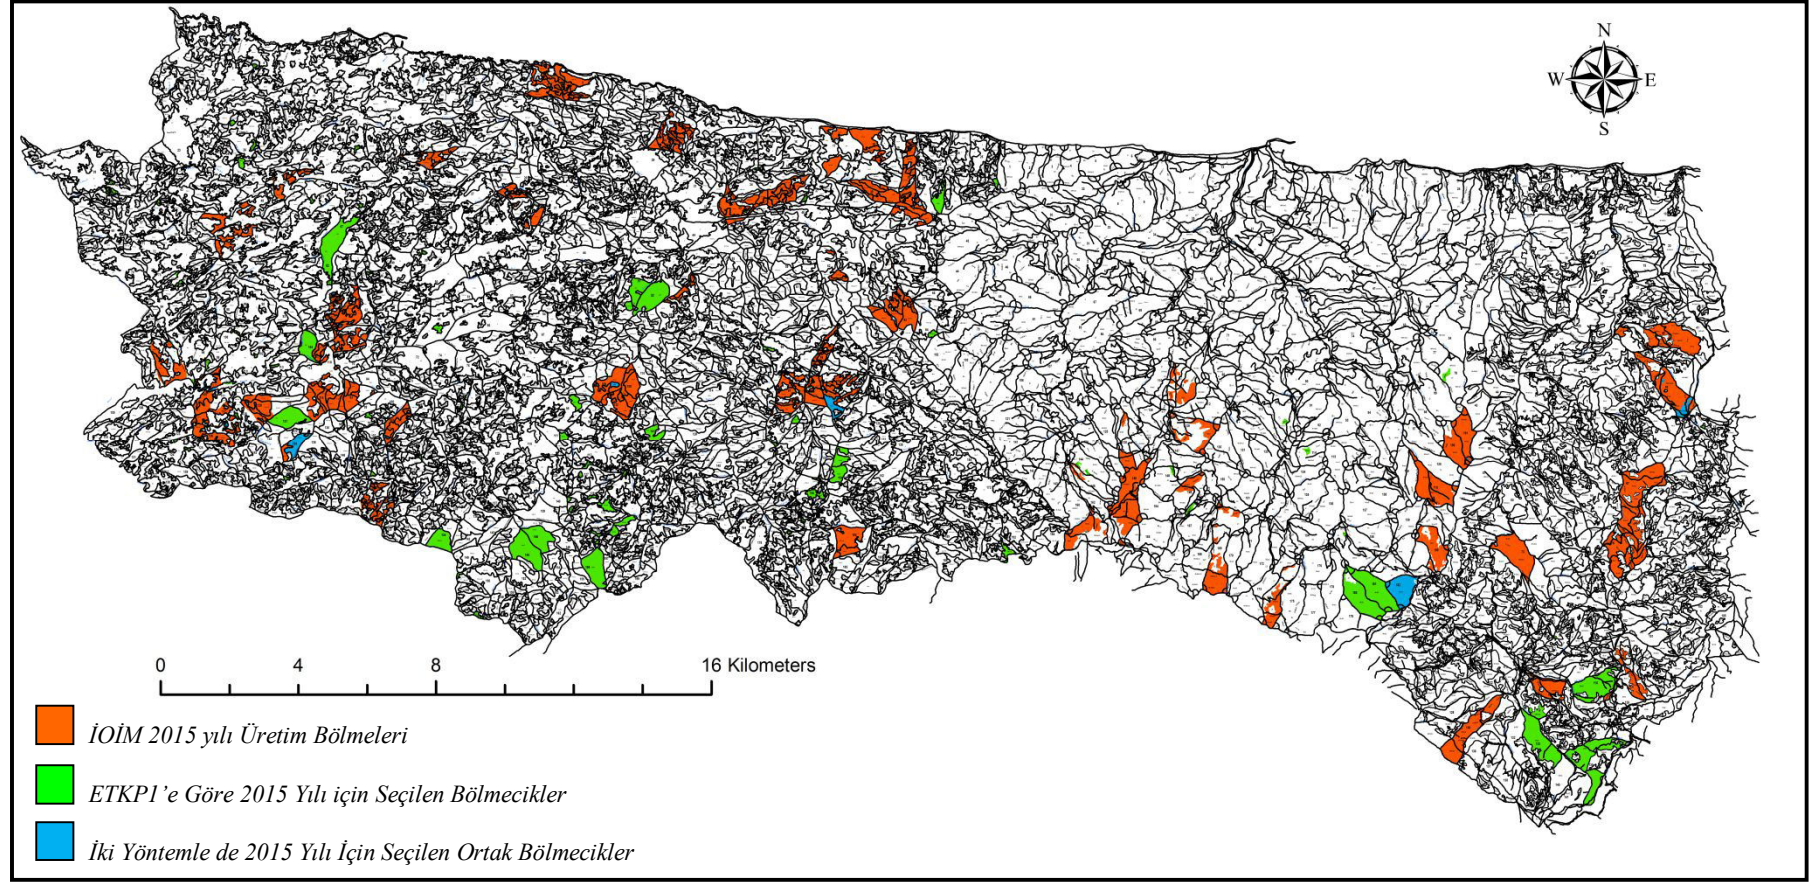 N
W E
S
0 4 8 16 Kilometers
İOİM 2015 yılı Üretim Bölmeleri
ETKP1’e Göre 2015 Yılı için Seçilen Bölmecikler
İki Yöntemle de 2015 Yılı İçin Seçilen Ortak Bölmecikler